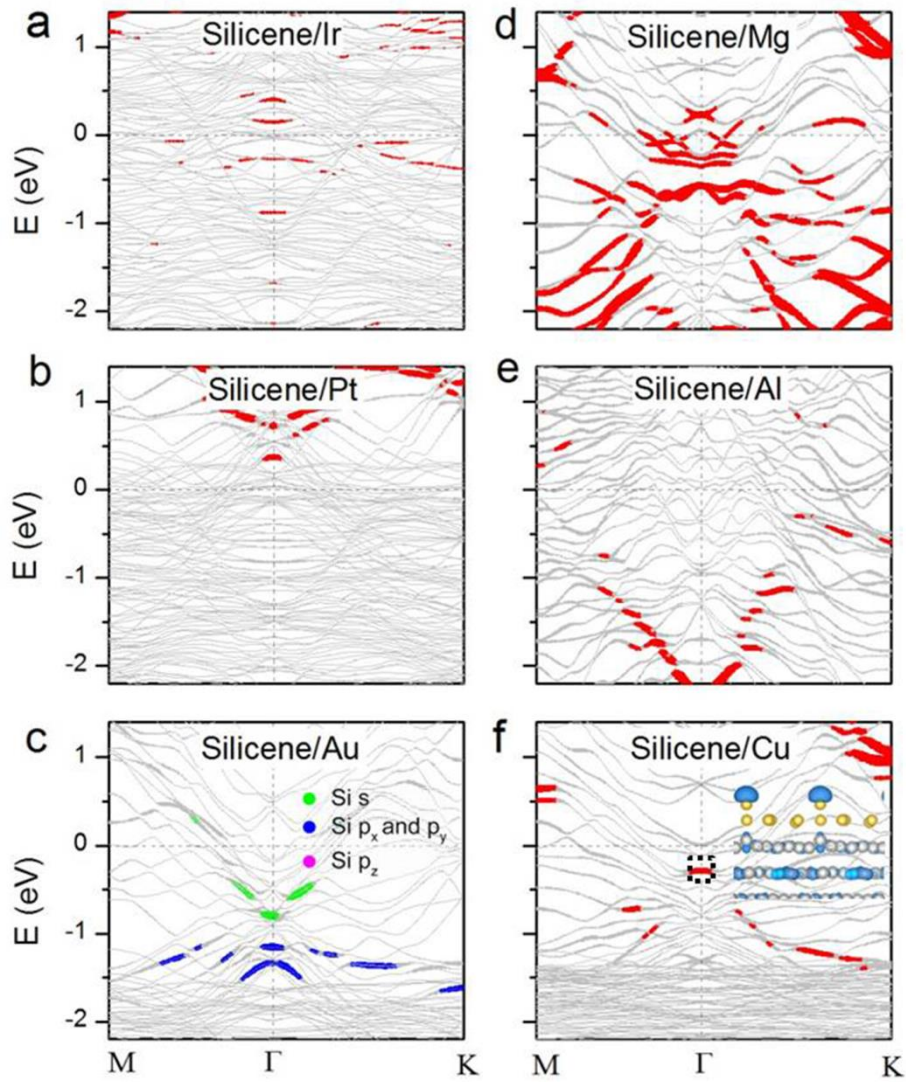 a
Silicene/Ir
1
0
-1
-2
E (eV)
d
Silicene/Mg
b
Silicene/Pt
1
0
-1
-2
E (eV)
e
Silicene/Al
c
Silicene/Au
Si s
Si px and py
Si pz
1
0
-1
-2
E (eV)
M
Γ
K
f
Silicene/Cu
M
Γ
K